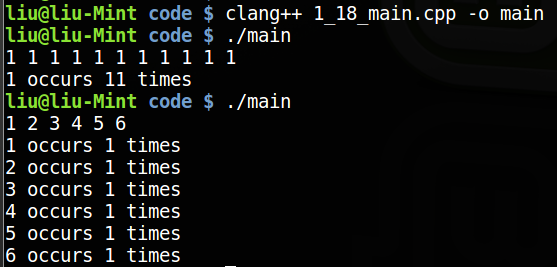 liu@liu-Mint code $ clang++ 1_18_main.cpp -o main
liu@liu-Mint code $ ./main
1 1 1 1 1 1 1 1 1 1 1
1 occurs 11 times
liu@liu-Mint code $ ./main
1 2 3 4 5 6
1 occurs 1 times
2 occurs 1 times
3 occurs 1 times
4 occurs 1 times
5 occurs 1 times
6 occurs 1 times